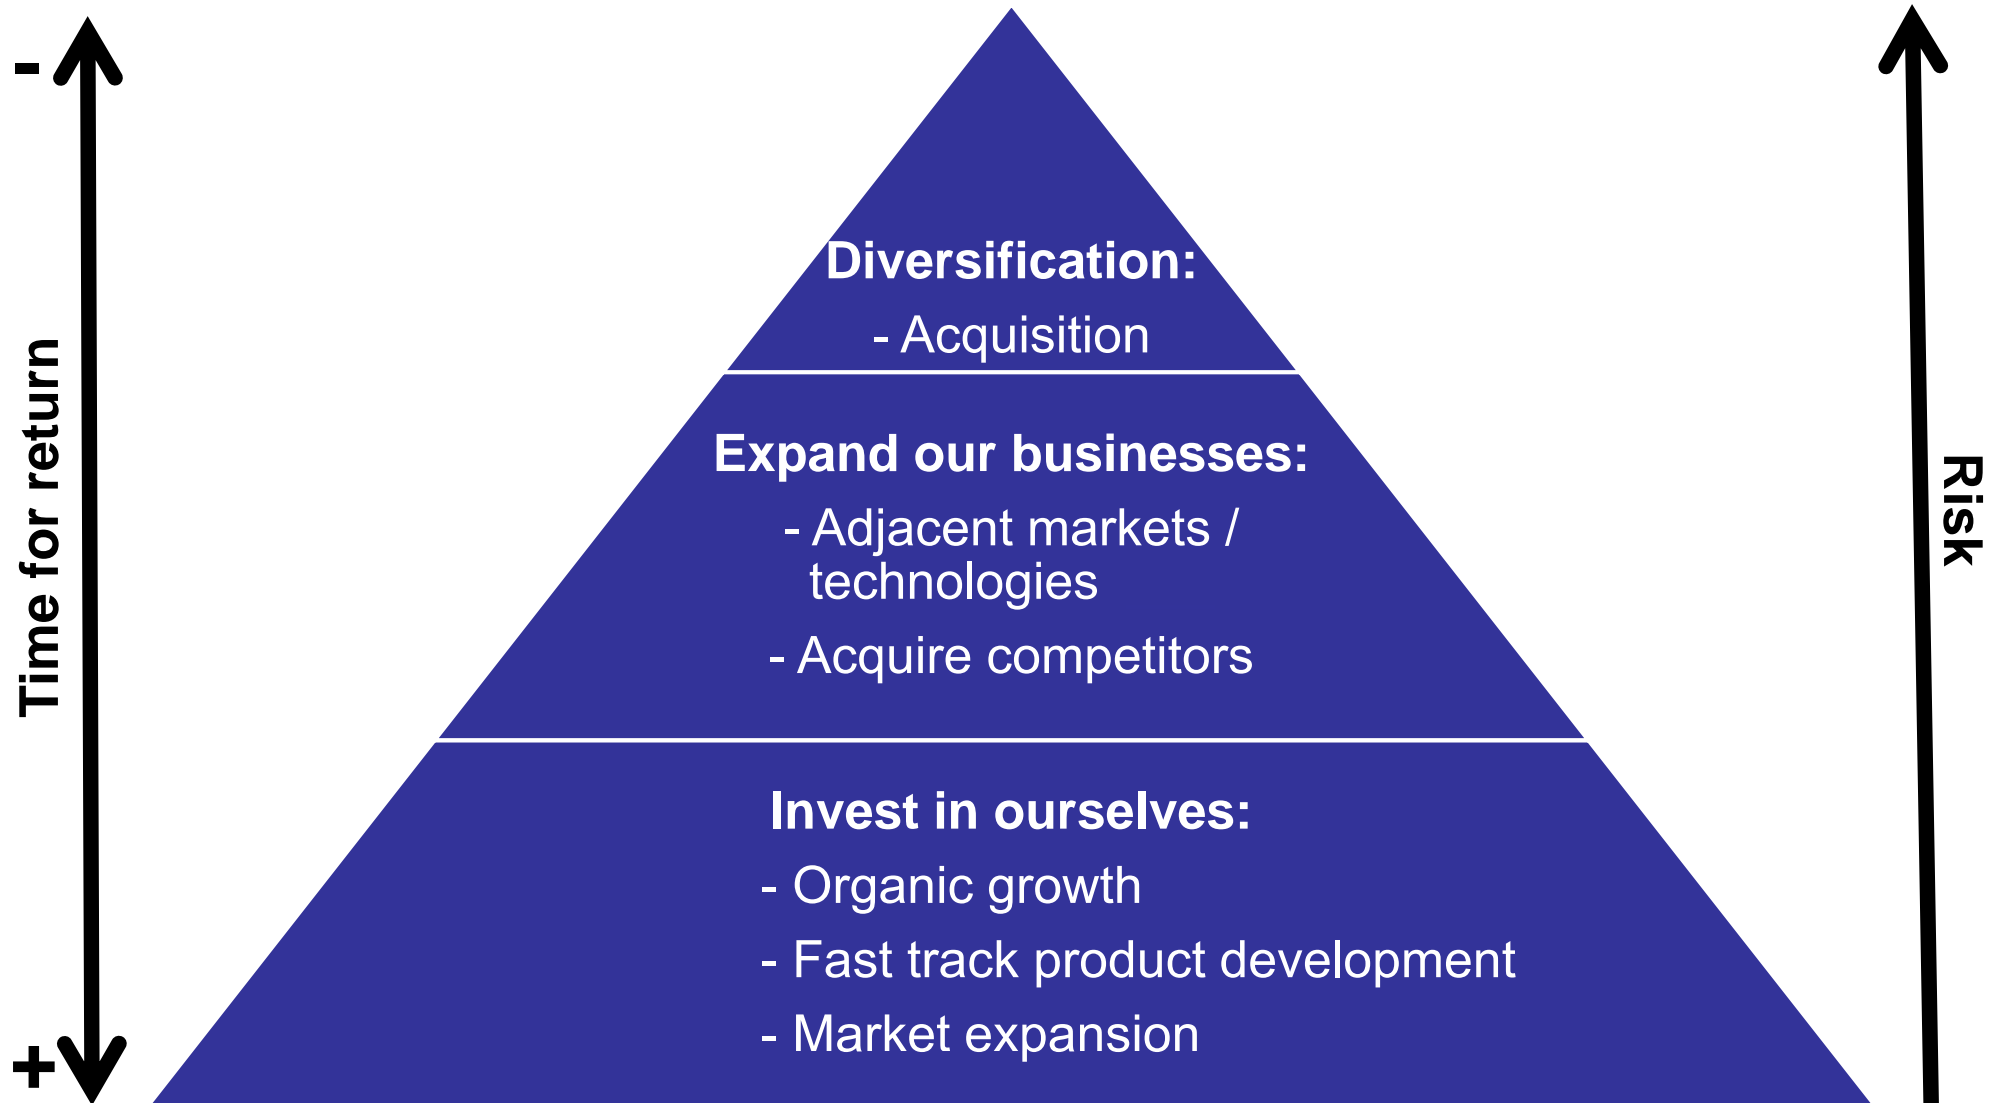 -
Time for return
+
Diversification:
- Acquisition
Expand our businesses:
- Adjacent markets /
technologies
- Acquire competitors
Invest in ourselves:
- Organic growth
- Fast track product development
- Market expansion
Risk